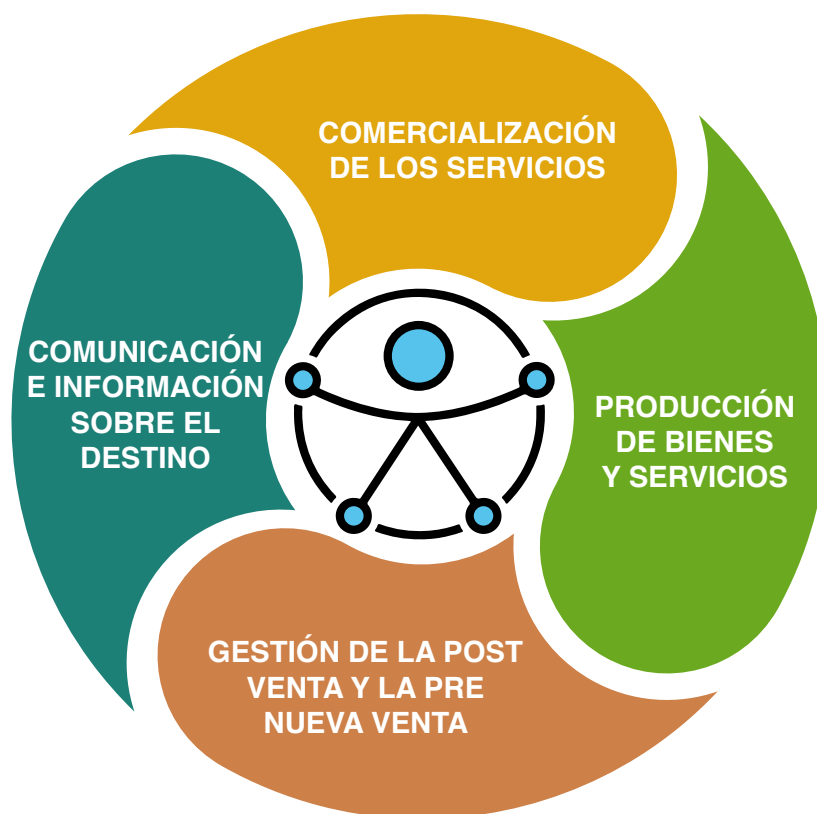 COMERCIALIZACIÓN
DE LOS SERVICIOS
COMUNICACIÓN
E INFORMACIÓN
SOBRE EL
DESTINO
PRODUCCIÓN
DE BIENES
Y SERVICIOS
GESTIÓN DE LA POST
VENTA Y LA PRE
NUEVA VENTA